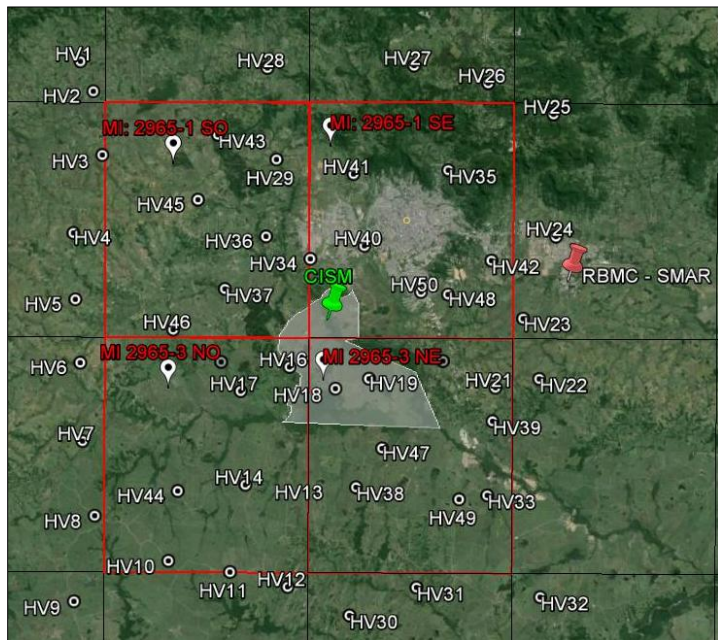 HV1
HV28
HV27
HV26
HV2
HV25
MI: 2965-1 SO
HV43
MI: 2965-1 SE
HV3
HV29
HV41
HV35
HV45
HV4
HV36
HV40
HV24
HV34
HV42
CISM
RBMC - SMAR
HV5
HV37
HV50
HV48
HV46
HV23
MI 2965-3 NO
HV16
MI 2965-3 NE
HV6
HV17
HV18
HV19
HV21
HV22
HV7
HV39
HV47
HV14
HV44
HV13
HV38
HV33
HV49
HV8
HV10
HV11
HV12
HV31
HV9
HV32
HV30